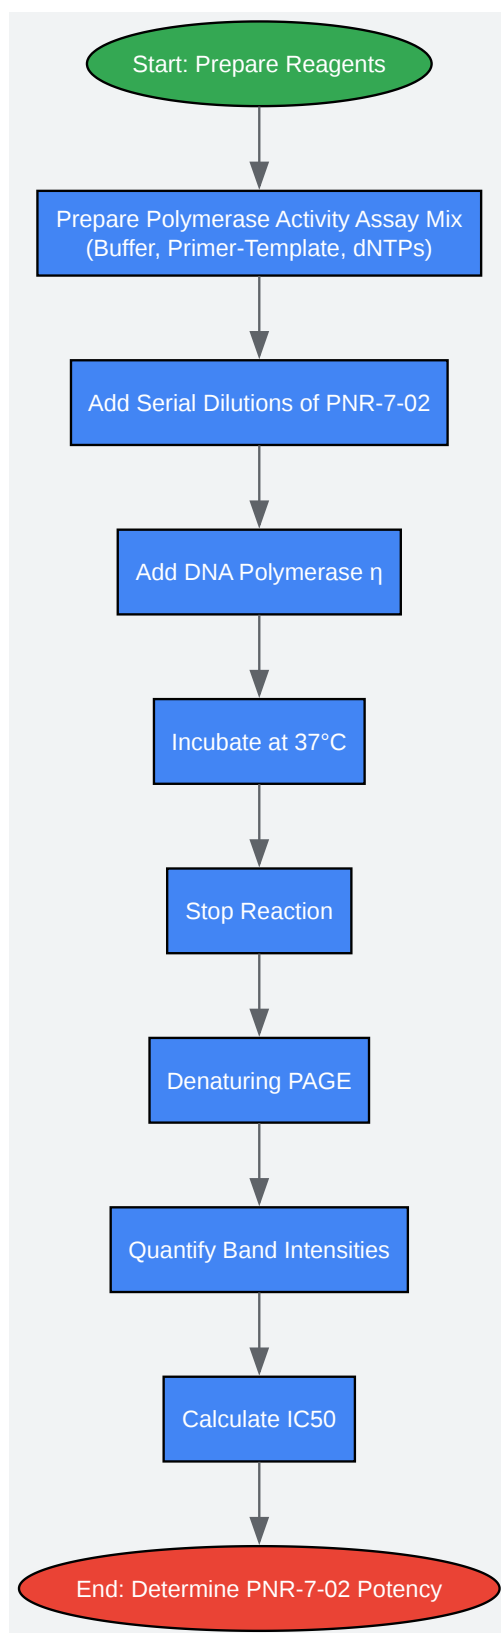 Start: Prepare Reagents
Prepare Polymerase Activity Assay Mix
(Buffer, Primer-Template, dNTPs)
Add Serial Dilutions of PNR-7-02
Add DNA Polymerase η
Incubate at 37°C
Stop Reaction
Denaturing PAGE
Quantify Band Intensities
Calculate IC50
End: Determine PNR-7-02 Potency